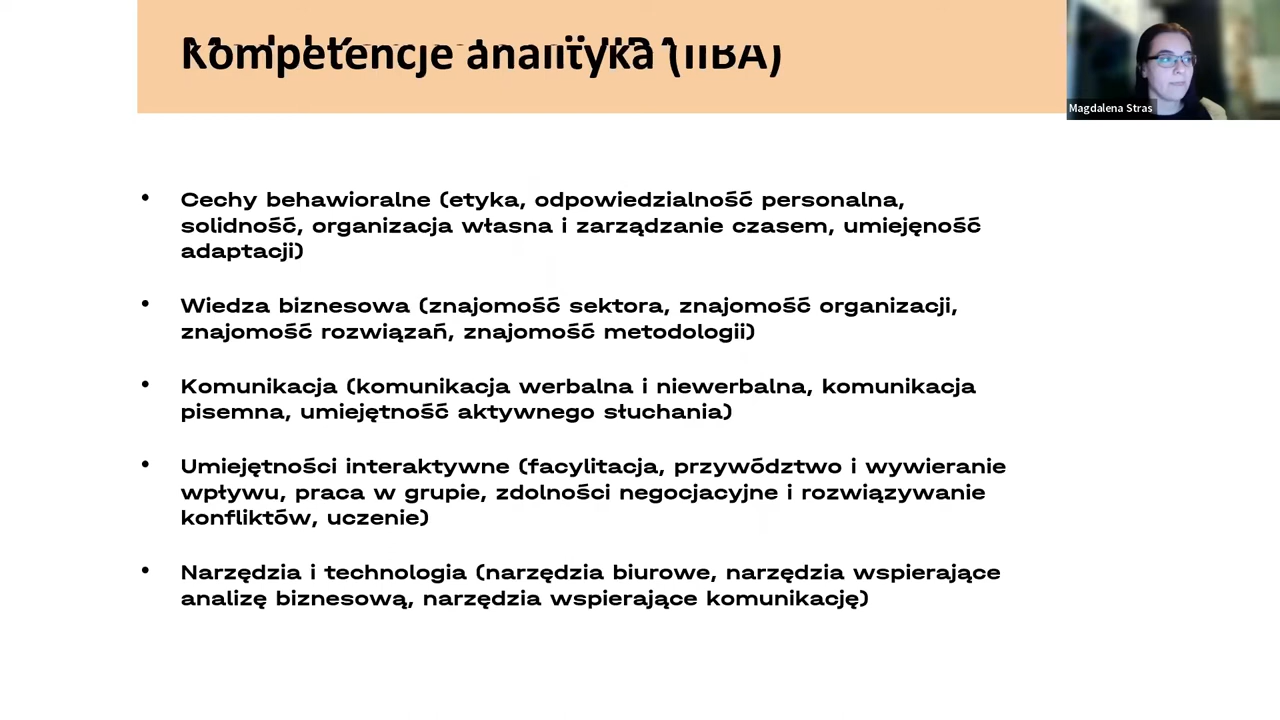 Kompetencje analityka (IIBA)
Magdalena Stras
• Cechy behawioralne (etyka, odpowiedzialność personalna,
solidność, organizacja własna i zarządzanie czasem, umiejęność
adaptacji)
• Wiedza biznesowa (znajomość sektora, znajomość organizacji,
znajomość rozwiązań, znajomość metodologii)
• Komunikacja (komunikacja werbalna i niewerbalna, komunikacja
pisemna, umiejętność aktywnego słuchania)
• Umiejętności interaktywne (facylitacja, przywództwo i wywieranie
wpływu, praca w grupie, zdolności negocjacyjne i rozwiązywanie
konfliktów, uczenie)
• Narzędzia i technologia (narzędzia biurowe, narzędzia wspierające
analizę biznesową, narzędzia wspierające komunikację)